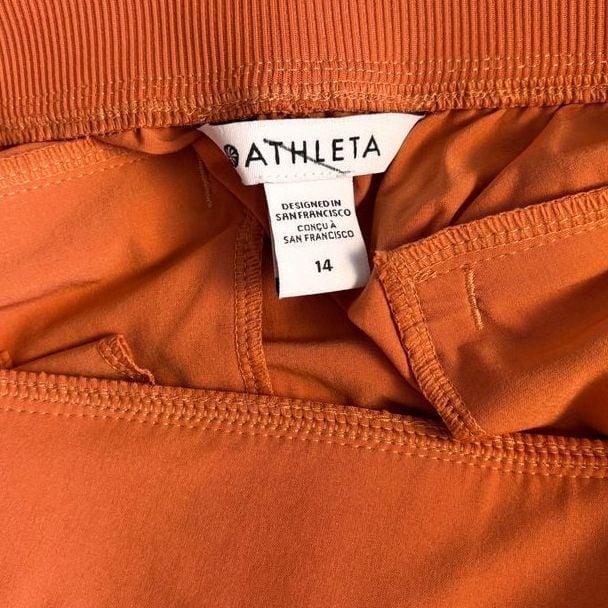 ATHLETA
DESIGNED IN
SAN FRANCISCO
CONÇU À
SAN FRANCISCO
14